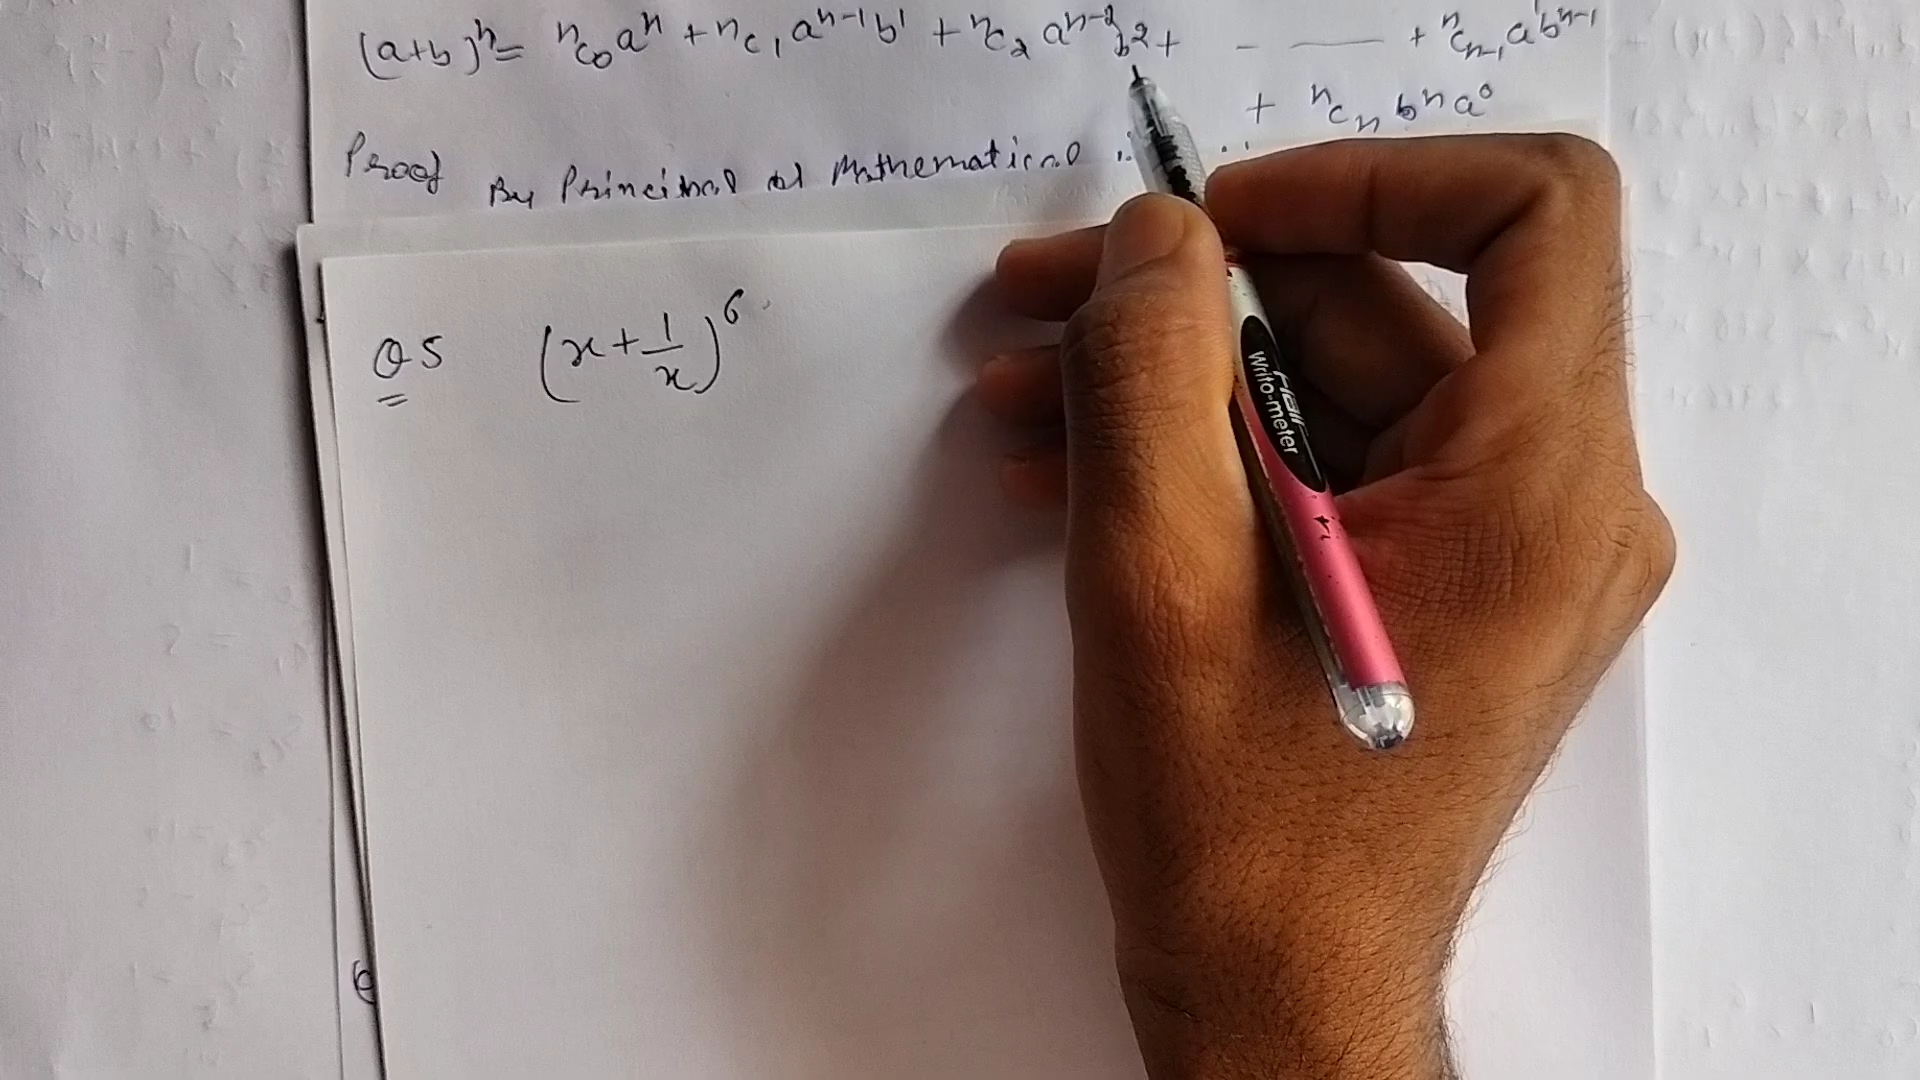 (a+b)ⁿ = ⁿC₀aⁿ + ⁿC₁aⁿ⁻¹b¹ + ⁿC₂aⁿ⁻²b² + - —— + ⁿCₙ₋₁a¹bⁿ⁻¹
+ ⁿCₙbⁿa⁰
Proof By Principal of Mathematical
Q5 (x+1/x)⁶
FLAIR
Writo-meter